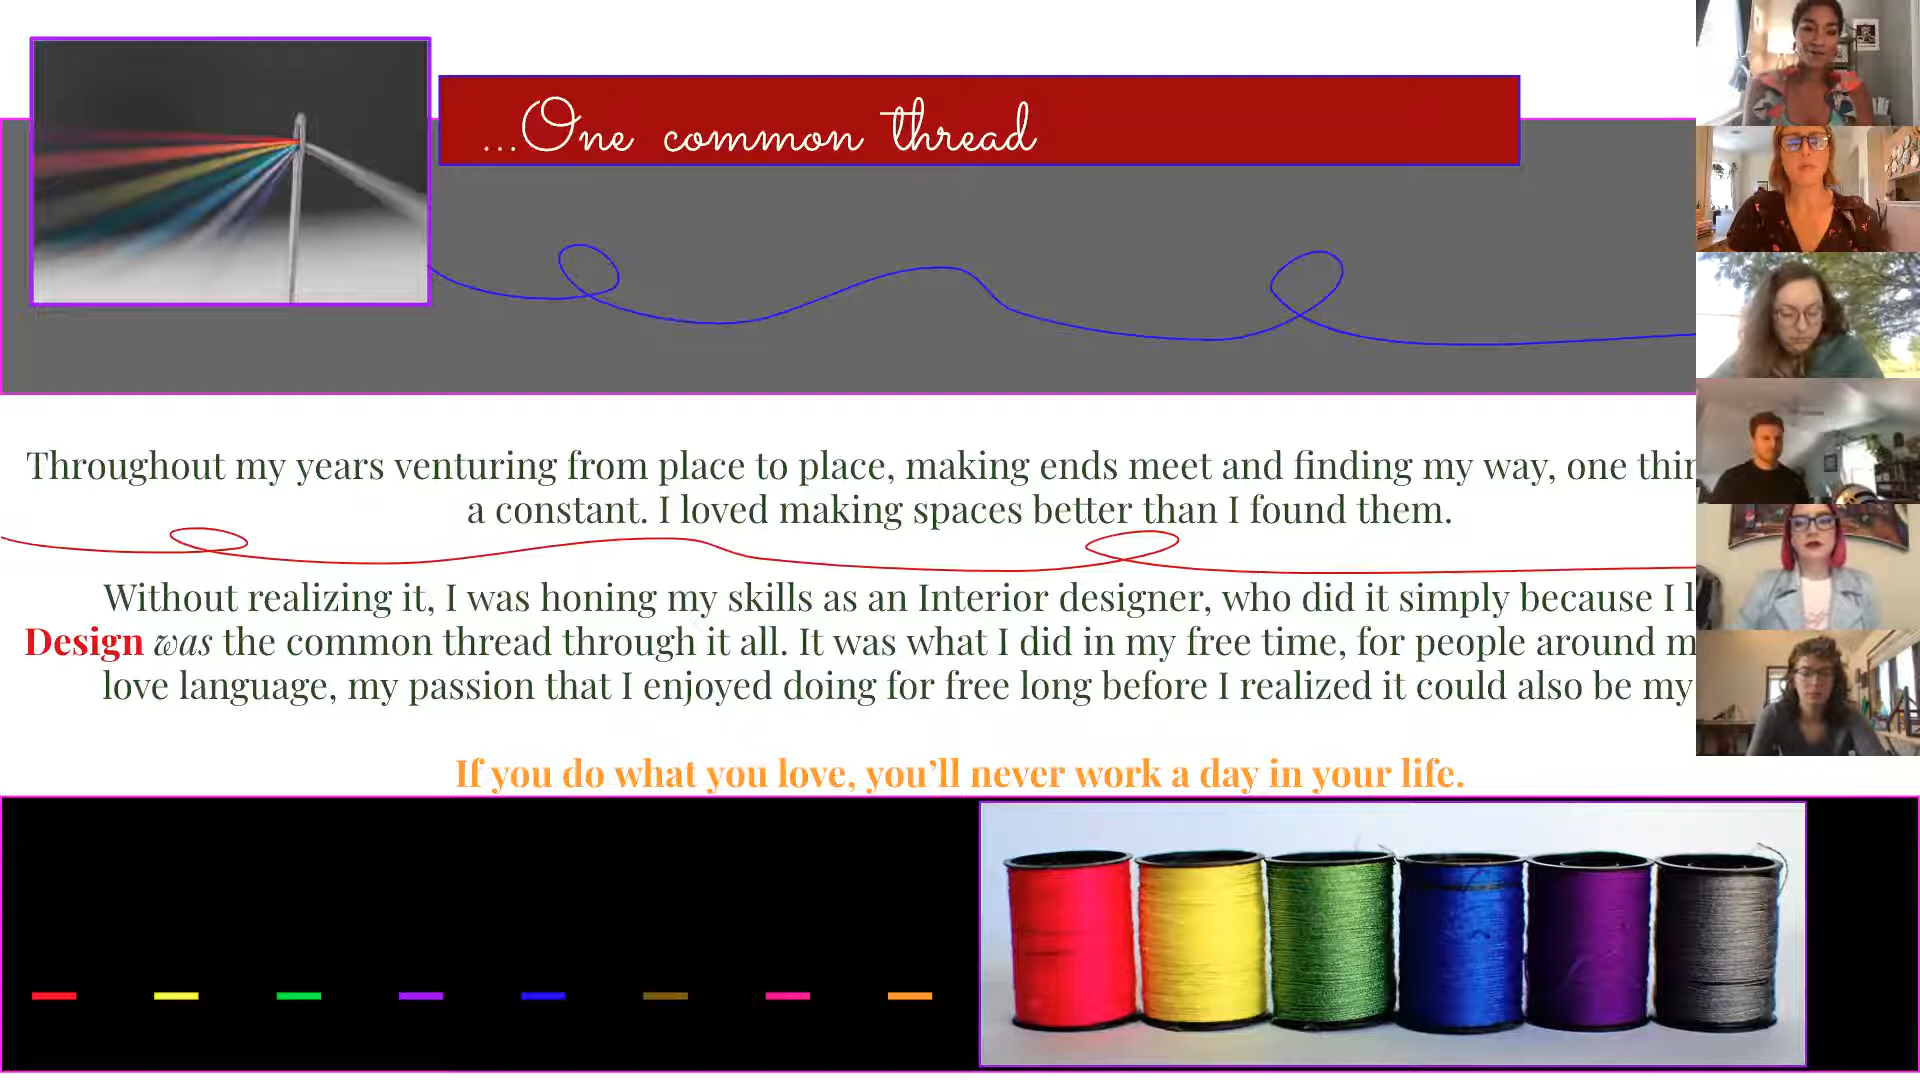 ...One common thread
Throughout my years venturing from place to place, making ends meet and finding my way, one
a constant. I loved making spaces better than I found them.
Without realizing it, I was honing my skills as an Interior designer, who did it simply because I
Design was the common thread through it all. It was what I did in my free time, for people around
love language, my passion that I enjoyed doing for free long before I realized it could also be my
If you do what you love, you’ll never work a day in your life.